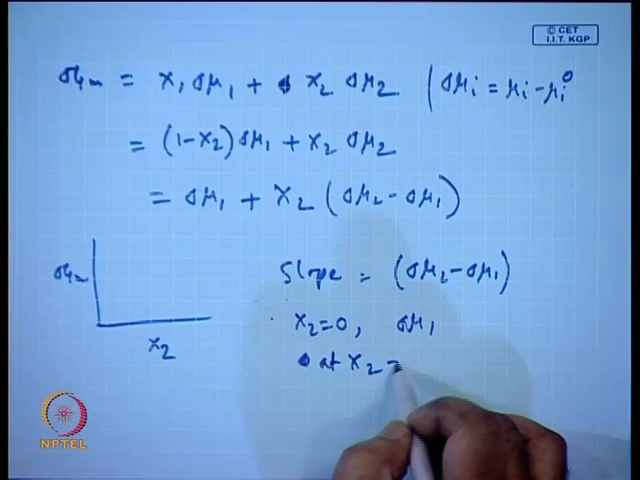 © CET
I.I.T. KGP
ΔGm = x1 Δμ1 + x2 Δμ2 | Δμi = μi - μi⁰
= (1-x2) Δμ1 + x2 Δμ2
= Δμ1 + x2 (Δμ2 - Δμ1)
ΔGm
x2
Slope = (Δμ2 - Δμ1)
x2=0, Δμ1
at x2 =
NPTEL